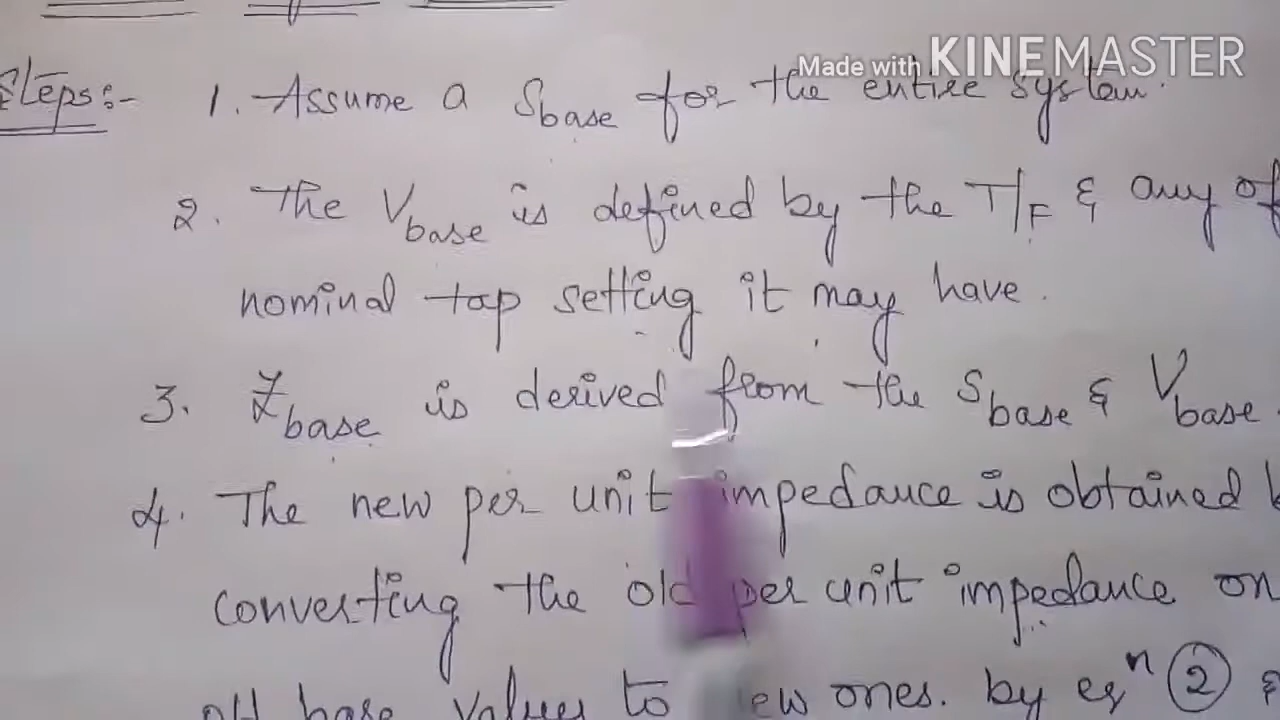 Made with KINEMASTER
Steps:- 1. Assume a Sbase for the entire system.
2. The Vbase is defined by the T/F & any of
nominal tap setting it may have.
3. Zbase is derived from the Sbase & Vbase.
4. The new per unit impedance is obtained
converting the old per unit impedance on
old base values to new ones. by eqⁿ ② &